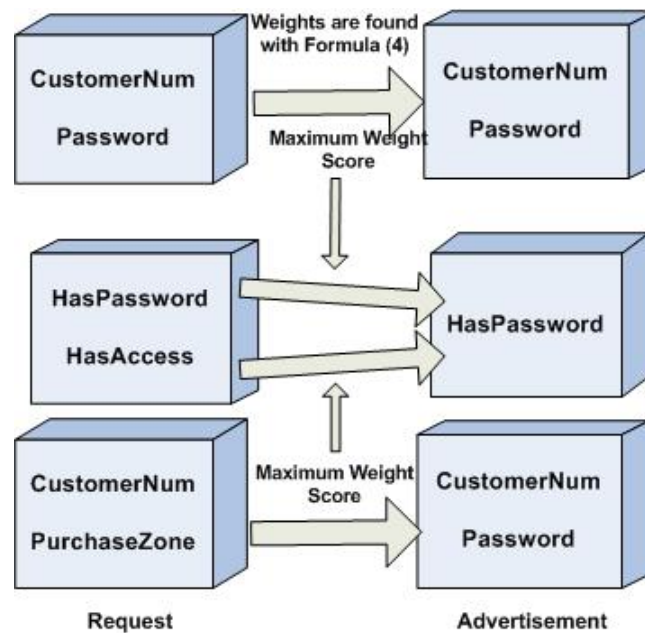 Weights are found
with Formula (4)
CustomerNum
Password
CustomerNum
Password
Maximum Weight
Score
HasPassword
HasAccess
HasPassword
Maximum Weight
Score
CustomerNum
PurchaseZone
CustomerNum
Password
Request
Advertisement